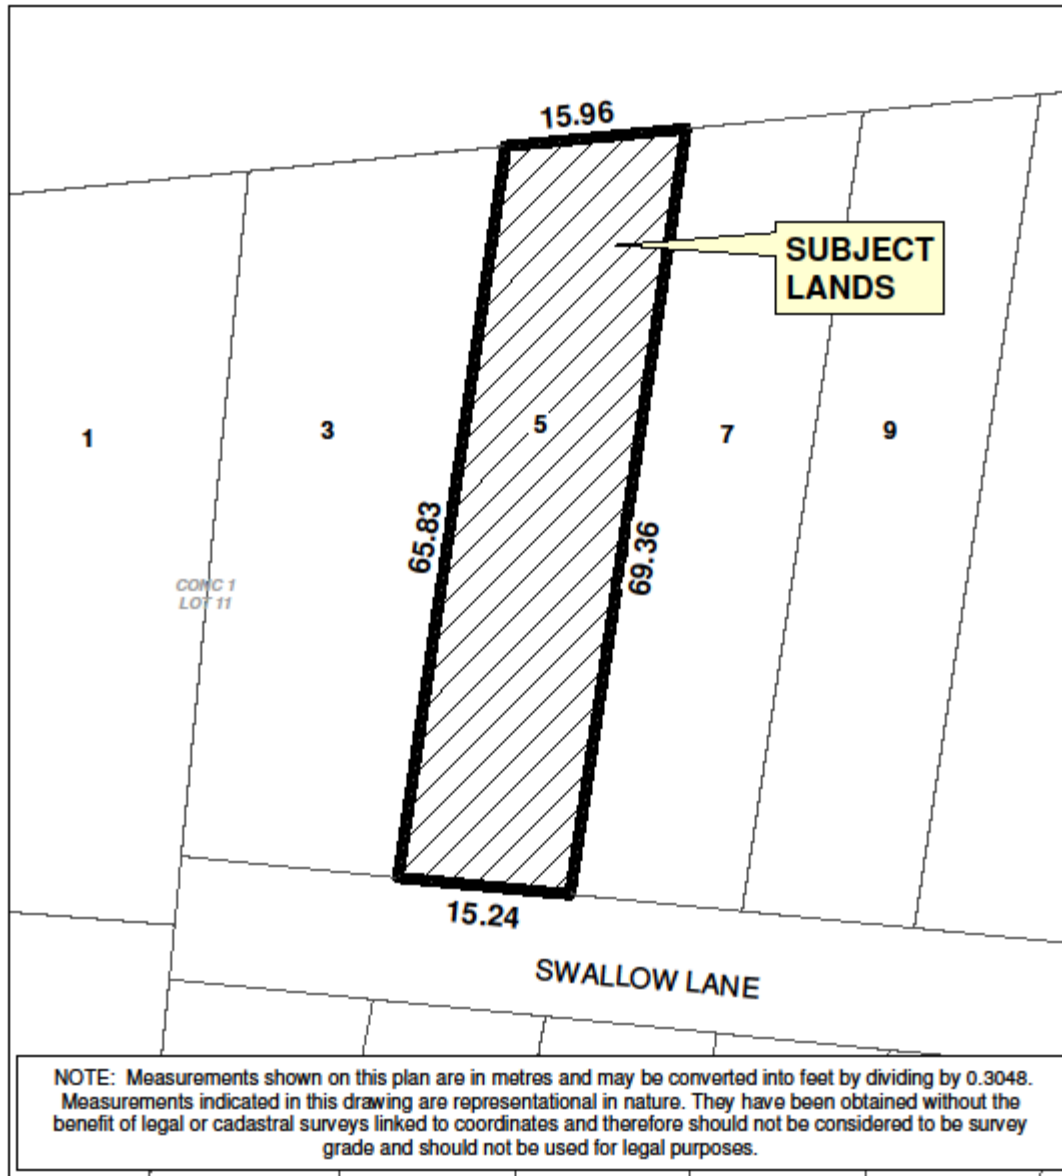 15.96
SUBJECT
LANDS
1
3
5
7
9
65.83
69.36
CONC 1
LOT 11
15.24
SWALLOW LANE
NOTE: Measurements shown on this plan are in metres and may be converted into feet by dividing by 0.3048.
Measurements indicated in this drawing are representational in nature. They have been obtained without the
benefit of legal or cadastral surveys linked to coordinates and therefore should not be considered to be survey
grade and should not be used for legal purposes.